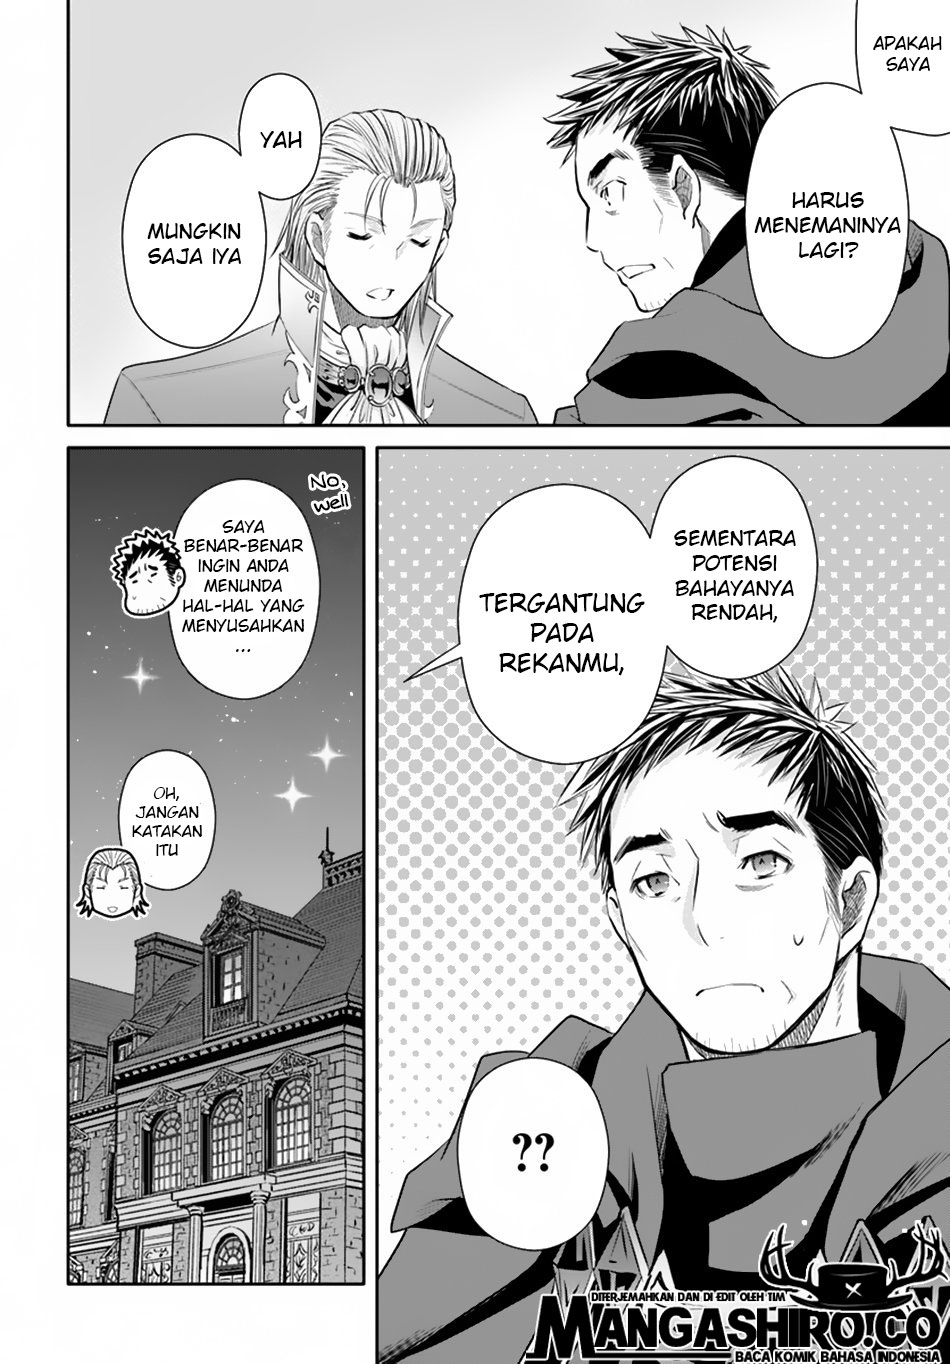 APAKAH
SAYA
HARUS
MENEMANINYA
LAGI?
YAH
MUNGKIN
SAJA IYA
SEMENTARA
POTENSI
BAHAYANYA
RENDAH,
TERGANTUNG
PADA
REKANMU,
??
No,
well
SAYA
BENAR-BENAR
INGIN ANDA
MENUNDA
HAL-HAL YANG
MENYUSAHKAN
...
OH,
JANGAN
KATAKAN
ITU
DITERJEMAHKAN DAN DI EDIT OLEH TIM
MANGASHIRO.CO
BACA KOMIK BAHASA INDONESIA